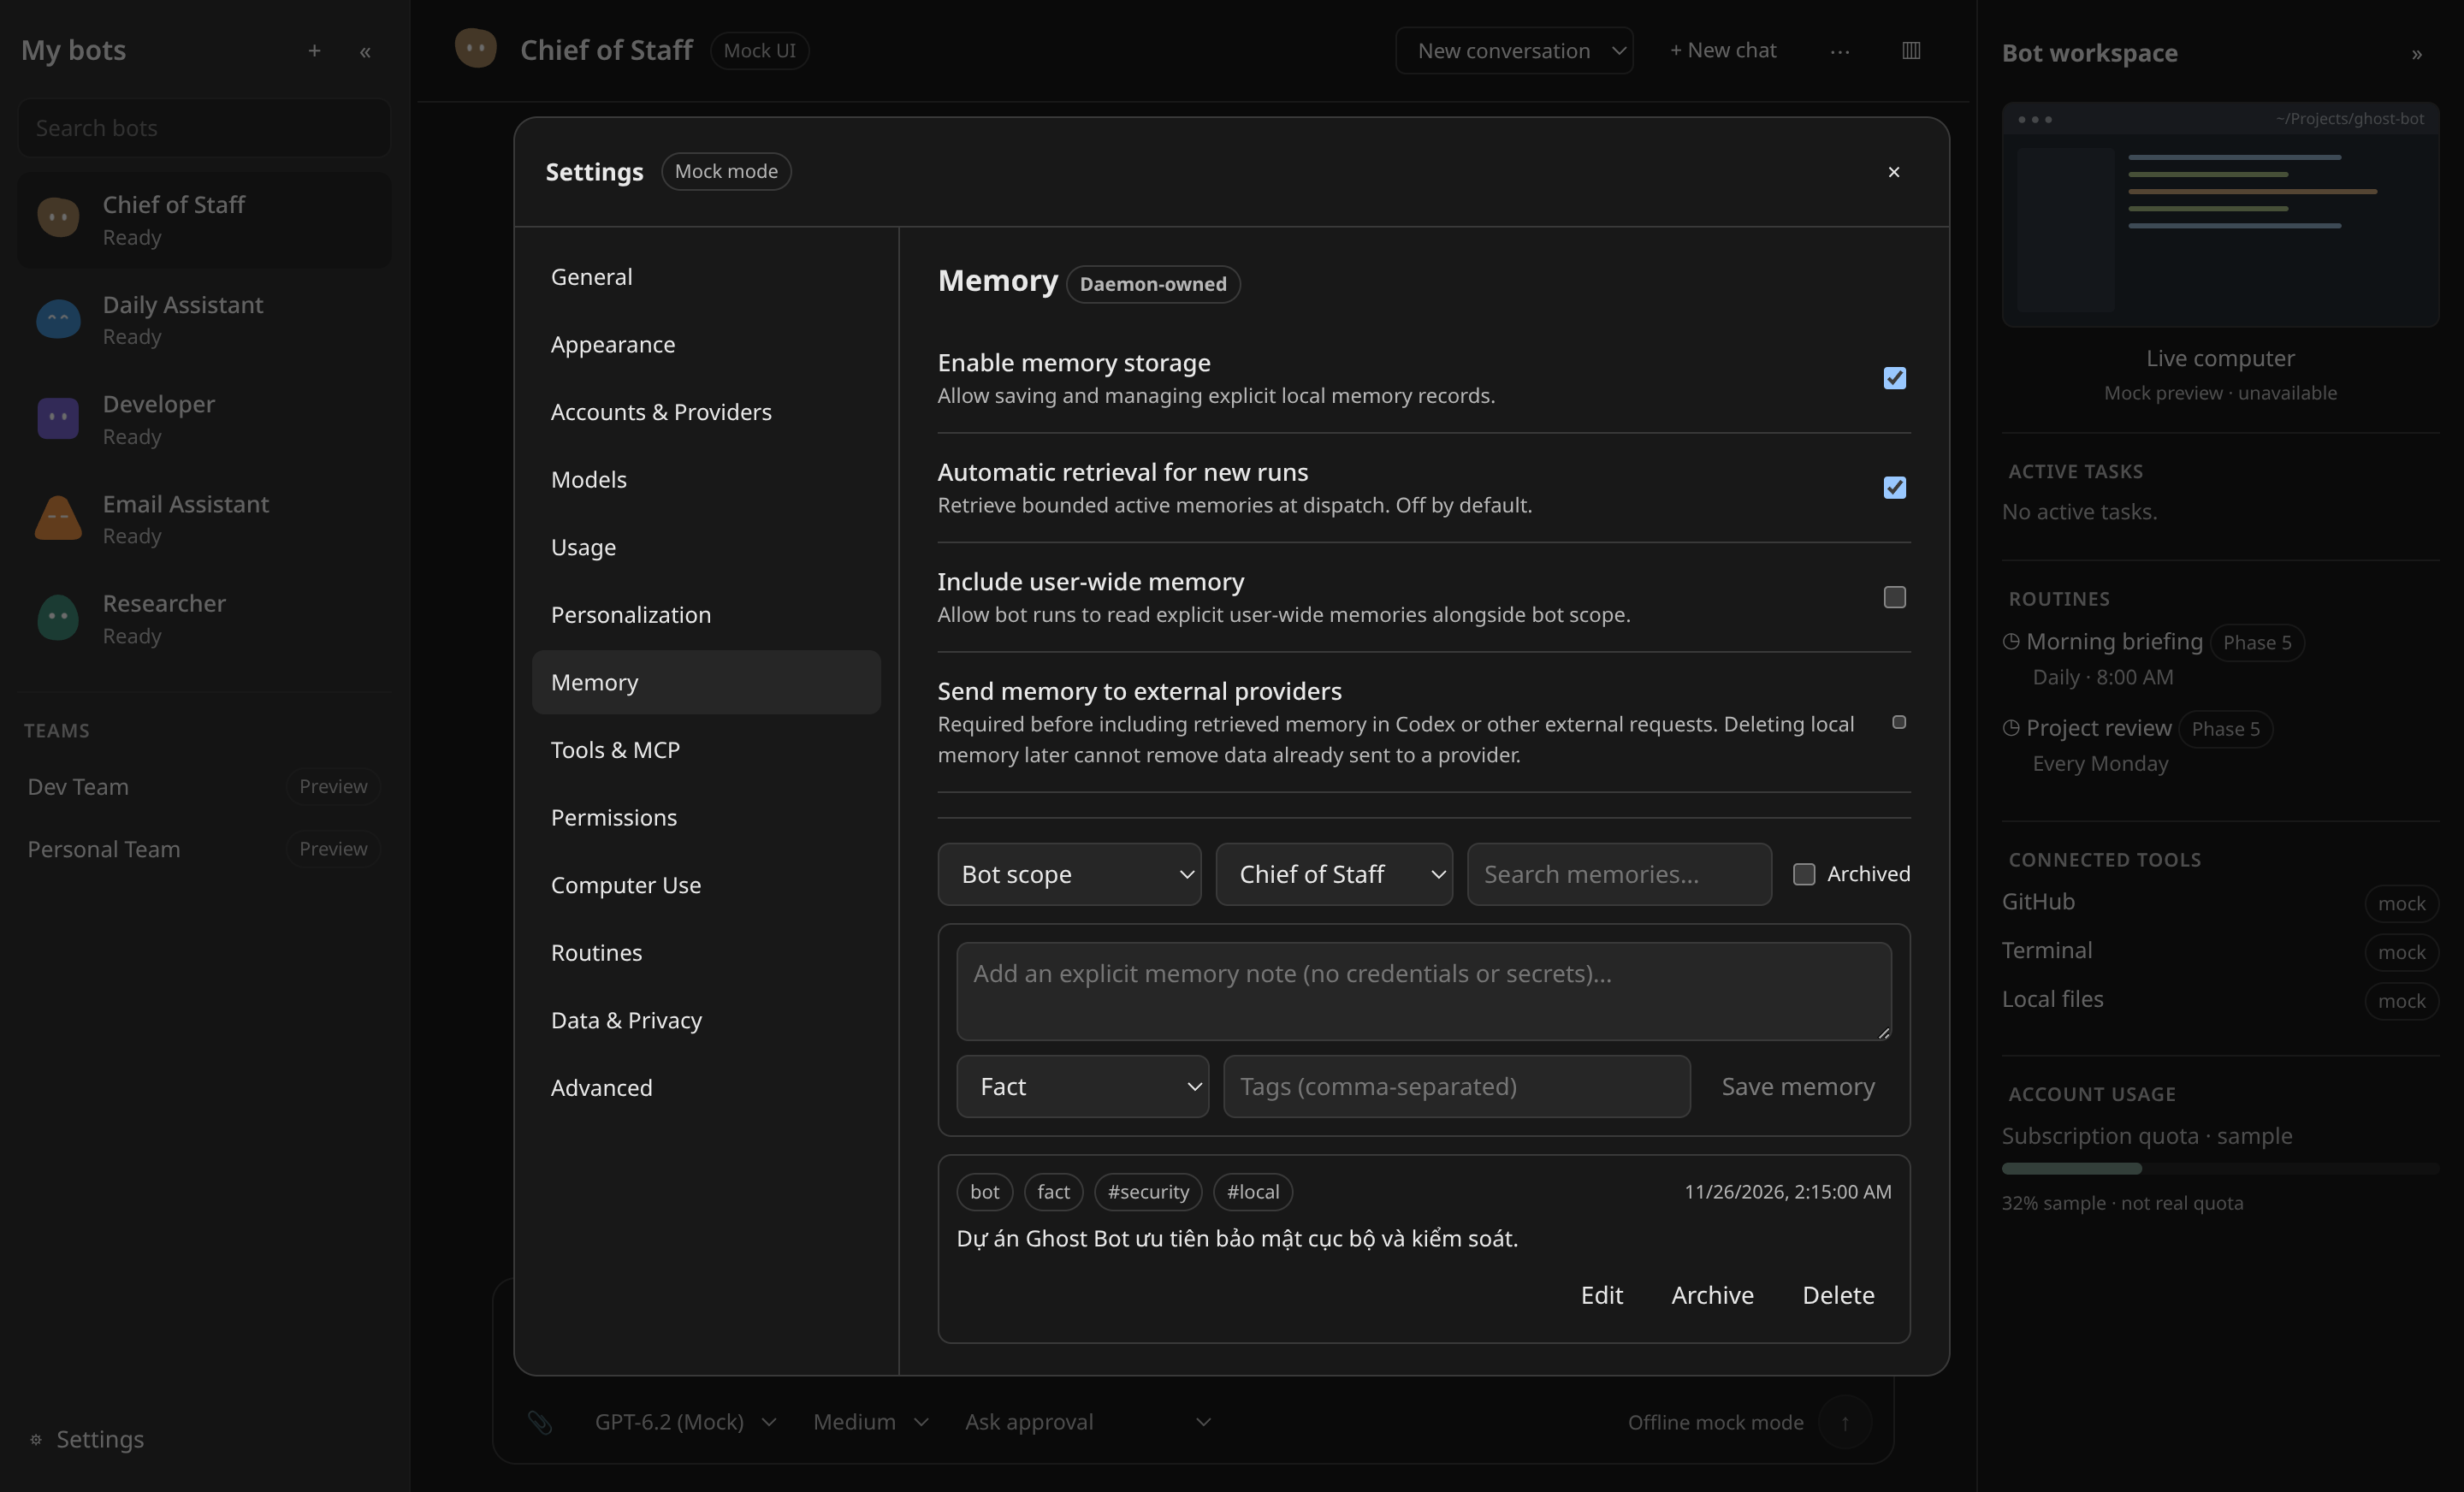 My bots
+
«
Search bots
Chief of Staff
Ready
Daily Assistant
Ready
Developer
Ready
Email Assistant
Ready
Researcher
Ready
TEAMS
Dev Team
Preview
Personal Team
Preview
Settings
Chief of Staff
Mock UI
New conversation
+ New chat
...
Settings
Mock mode
×
General
Appearance
Accounts & Providers
Models
Usage
Personalization
Memory
Tools & MCP
Permissions
Computer Use
Routines
Data & Privacy
Advanced
Memory
Daemon-owned
Enable memory storage
Allow saving and managing explicit local memory records.
Automatic retrieval for new runs
Retrieve bounded active memories at dispatch. Off by default.
Include user-wide memory
Allow bot runs to read explicit user-wide memories alongside bot scope.
Send memory to external providers
Required before including retrieved memory in Codex or other external requests. Deleting local
memory later cannot remove data already sent to a provider.
Bot scope
Chief of Staff
Search memories...
Archived
Add an explicit memory note (no credentials or secrets)...
Fact
Tags (comma-separated)
Save memory
bot
fact
#security
#local
11/26/2026, 2:15:00 AM
Dự án Ghost Bot ưu tiên bảo mật cục bộ và kiểm soát.
Edit
Archive
Delete
GPT-6.2 (Mock)
Medium
Ask approval
Offline mock mode
↑
Bot workspace
»
~/Projects/ghost-bot
Live computer
Mock preview · unavailable
ACTIVE TASKS
No active tasks.
ROUTINES
Morning briefing
Phase 5
Daily · 8:00 AM
Project review
Phase 5
Every Monday
CONNECTED TOOLS
GitHub
mock
Terminal
mock
Local files
mock
ACCOUNT USAGE
Subscription quota · sample
32% sample · not real quota